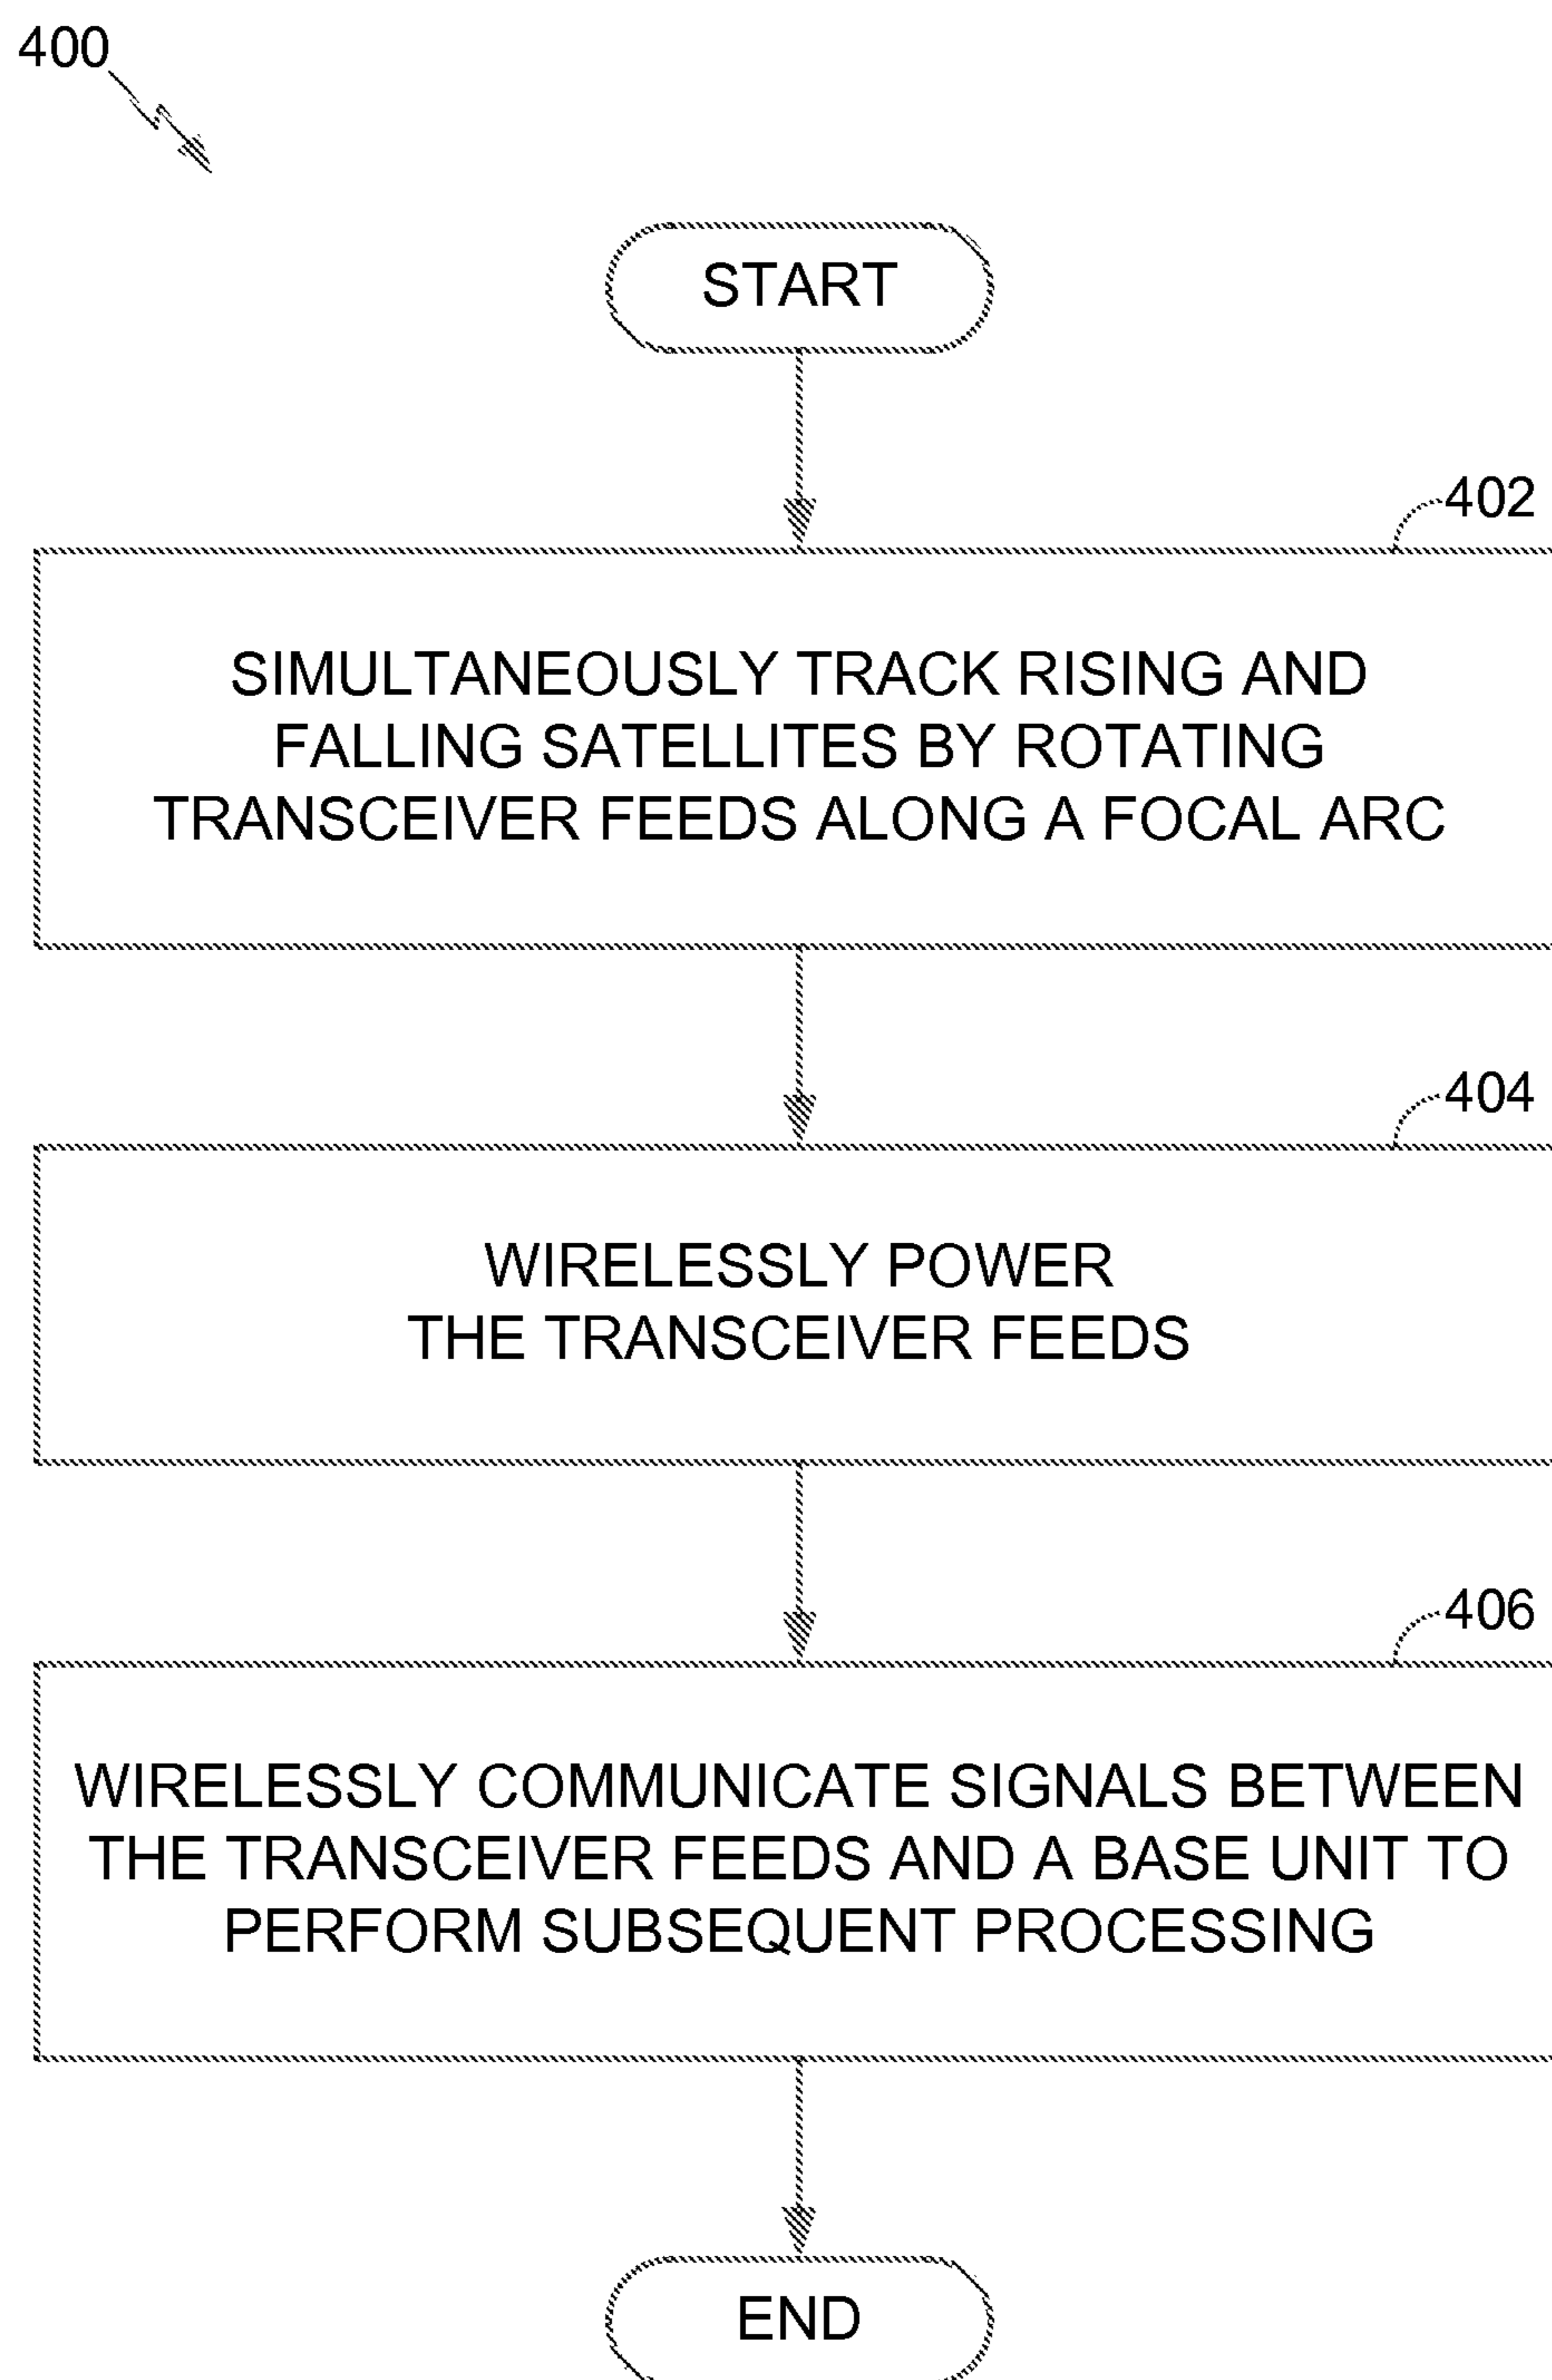 400
START
402
SIMULTANEOUSLY TRACK RISING AND
FALLING SATELLITES BY ROTATING
TRANSCEIVER FEEDS ALONG A FOCAL ARC
404
WIRELESSLY POWER
THE TRANSCEIVER FEEDS
406
WIRELESSLY COMMUNICATE SIGNALS BETWEEN
THE TRANSCEIVER FEEDS AND A BASE UNIT TO
PERFORM SUBSEQUENT PROCESSING
END